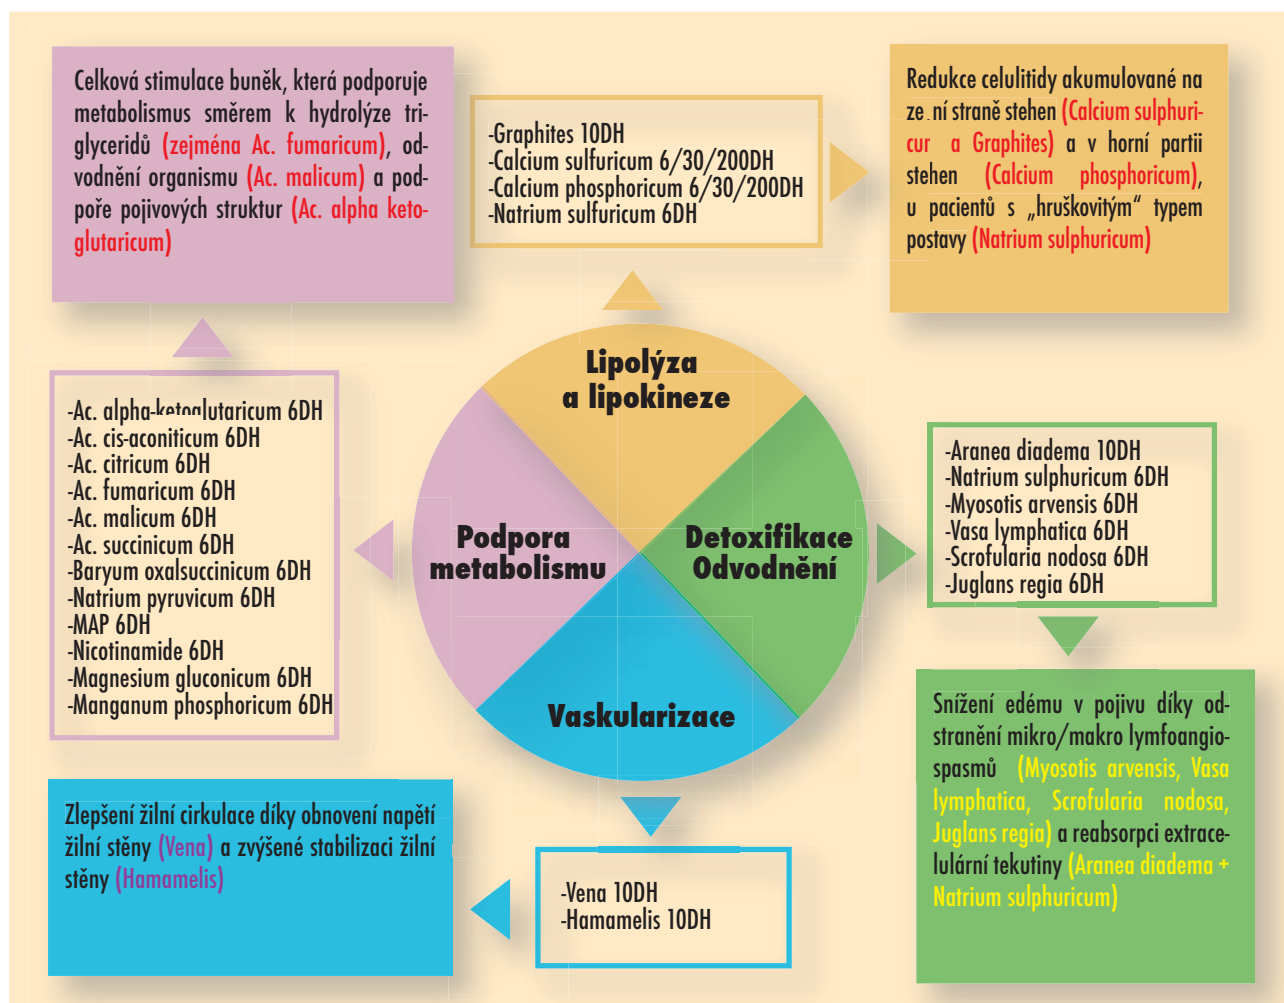 Celková stimulace buněk, která podporuje
metabolismus směrem k hydrolýze tri-
glyceridů (zejména Ac. fumaricum), od-
vodnění organismu (Ac. malicum) a pod-
poře pojivových struktur (Ac. alpha keto-
glutaricum)
-Graphites 10DH
-Calcium sulfuricum 6/30/200DH
-Calcium phosphoricum 6/30/200DH
-Natrium sulfuricum 6DH
Redukce celulitidy akumulované na
ze ní straně stehen (Calcium sulphuri-
cur a Graphites) a v horní partii
stehen (Calcium phosphoricum),
u pacientů s „hruškovitým“ typem
postavy (Natrium sulphuricum)
Lipolýza
a lipokineze
-Ac. alpha-ketoglutaricum 6DH
-Ac. cis-aconiticum 6DH
-Ac. citricum 6DH
-Ac. fumaricum 6DH
-Ac. malicum 6DH
-Ac. succinicum 6DH
-Baryum oxalsuccinicum 6DH
-Natrium pyruvicum 6DH
-MAP 6DH
-Nicotinamide 6DH
-Magnesium gluconicum 6DH
-Manganum phosphoricum 6DH
Podpora
metabolismu
Detoxifikace
Odvodnění
-Aranea diadema 10DH
-Natrium sulphuricum 6DH
-Myosotis arvensis 6DH
-Vasa lymphatica 6DH
-Scrofularia nodosa 6DH
-Juglans regia 6DH
Vaskularizace
Snížení edému v pojivu díky od-
stranění mikro/makro lymfoangio-
spasmů (Myosotis arvensis, Vasa
lymphatica, Scrofularia nodosa,
Juglans regia) a reabsorpci extrace-
lulární tekutiny (Aranea diadema +
Natrium sulphuricum)
Zlepšení žilní cirkulace díky obnovení napětí
žilní stěny (Vena) a zvýšené stabilizaci žilní
stěny (Hamamelis)
-Vena 10DH
-Hamamelis 10DH